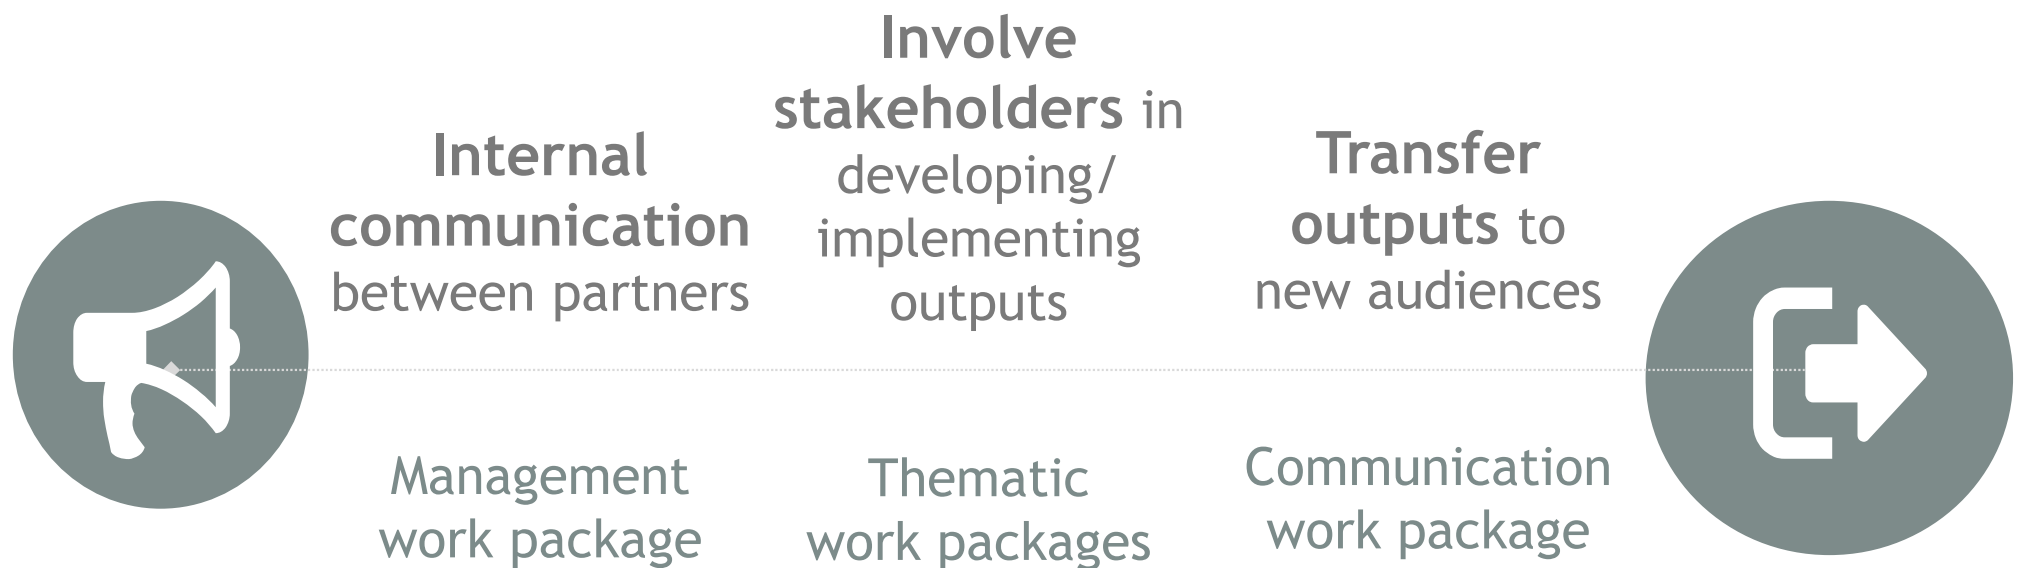 Internal
communication
between partners
Involve
stakeholders in
developing/
implementing
outputs
Transfer
outputs to
new audiences
Management
work package
Thematic
work packages
Communication
work package